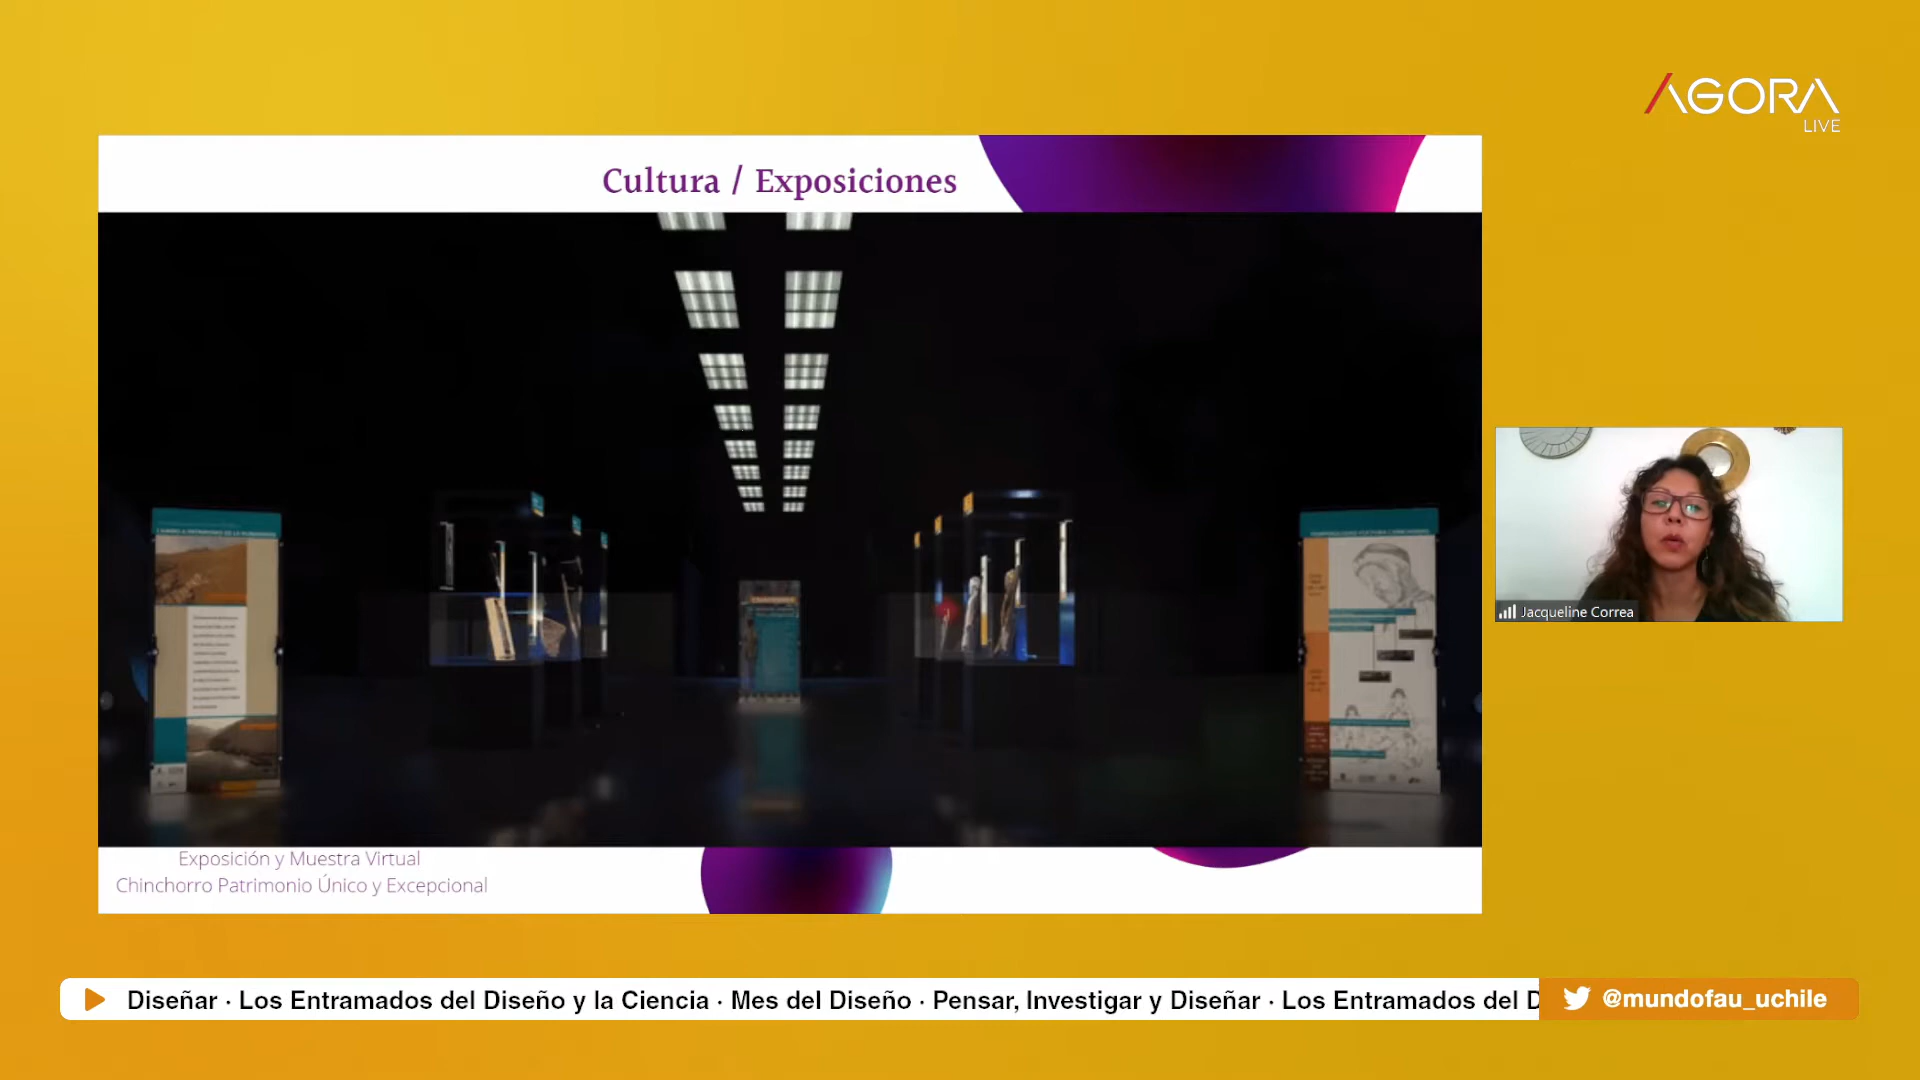 AGORA
LIVE
Cultura / Exposiciones
Jacqueline Correa
Exposición y Muestra Virtual
Chinchorro Patrimonio Único y Excepcional
Diseñar · Los Entramados del Diseño y la Ciencia · Mes del Diseño · Pensar, Investigar y Diseñar · Los Entramados del D
@mundofau_uchile